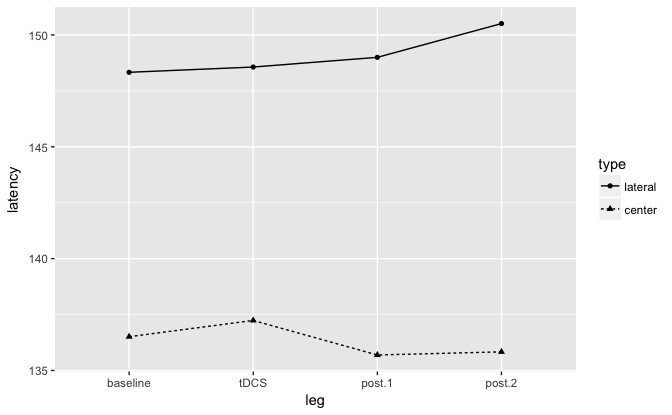 150
145
140
135
latency
baseline tDCS post.1 post.2
leg
type
lateral
center